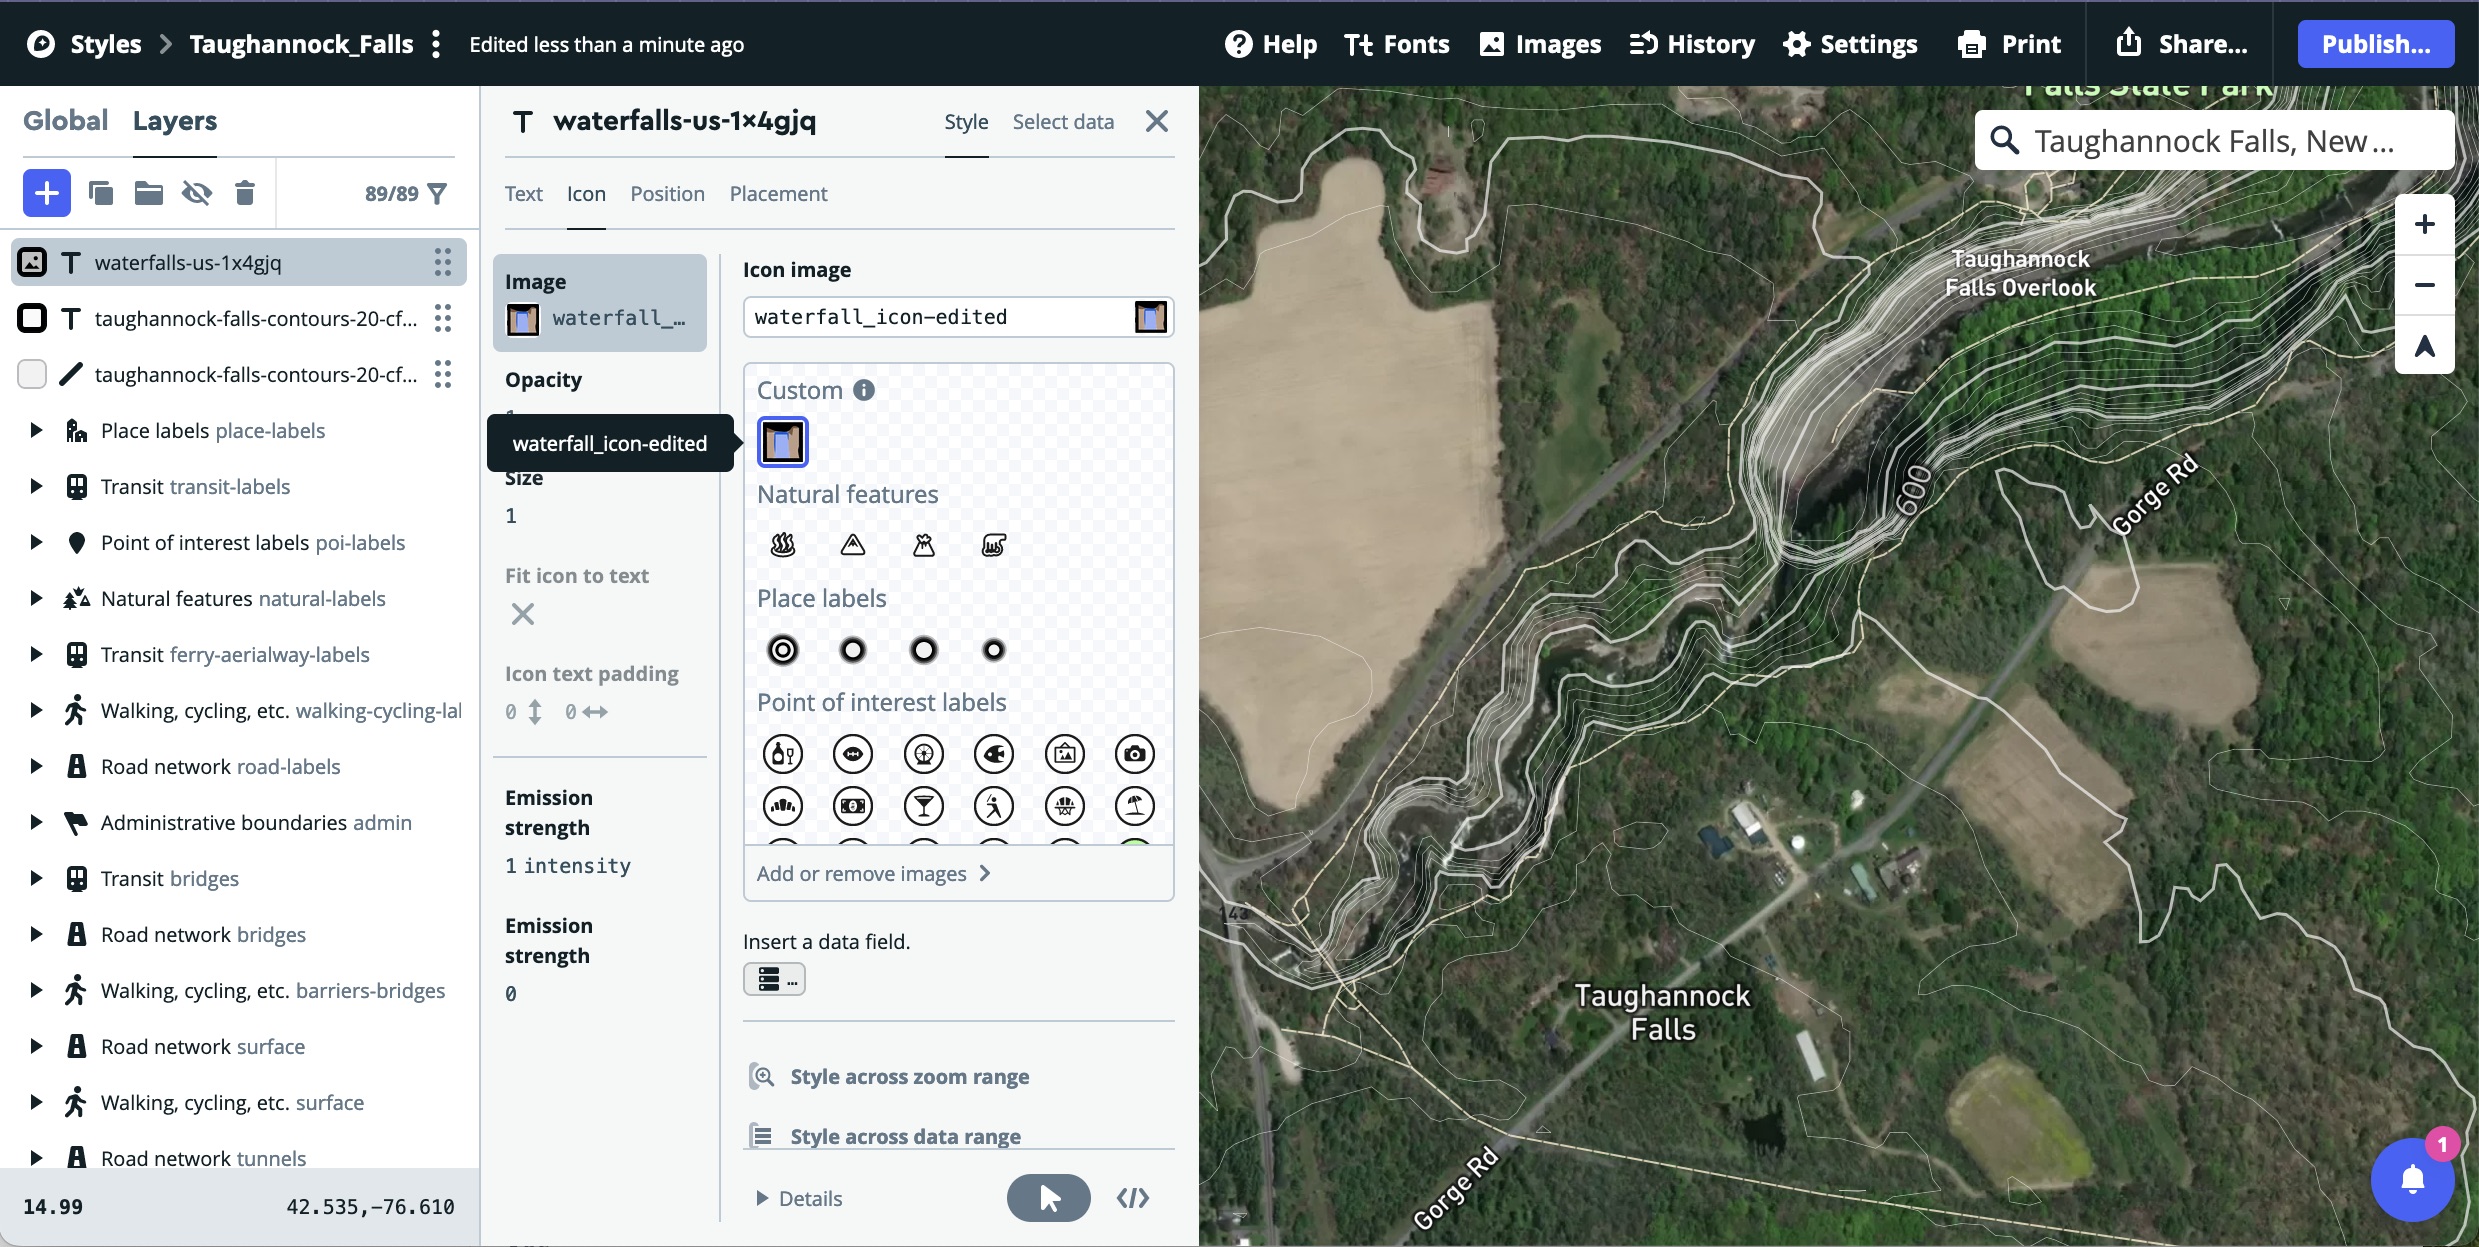 Styles > Taughannock_Falls Edited less than a minute ago
Help Fonts Images History Settings Print Share... Publish...
Global Layers
89/89
waterfalls-us-1x4gjq
taughannock-falls-contours-20-cf...
taughannock-falls-contours-20-cf...
Place labels place-labels
Transit transit-labels
Point of interest labels poi-labels
Natural features natural-labels
Transit ferry-aerialway-labels
Walking, cycling, etc. walking-cycling-lal
Road network road-labels
Administrative boundaries admin
Transit bridges
Road network bridges
Walking, cycling, etc. barriers-bridges
Road network surface
Walking, cycling, etc. surface
Road network tunnels
14.99 42.535,-76.610
waterfalls-us-1x4gjq
Style Select data
Text Icon Position Placement
Image
waterfall_…
Opacity
waterfall_icon-edited
Size
1
Fit icon to text
Icon text padding
0 0
Emission
strength
1 intensity
Emission
strength
0
Icon image
waterfall_icon-edited
Custom
Natural features
Place labels
Point of interest labels
Add or remove images
Insert a data field.
...
Style across zoom range
Style across data range
Details
</>
Falls State Park
Taughannock Falls, New ...
Taughannock
Falls Overlook
600
Gorge Rd
143
Taughannock
Falls
Gorge Rd
1